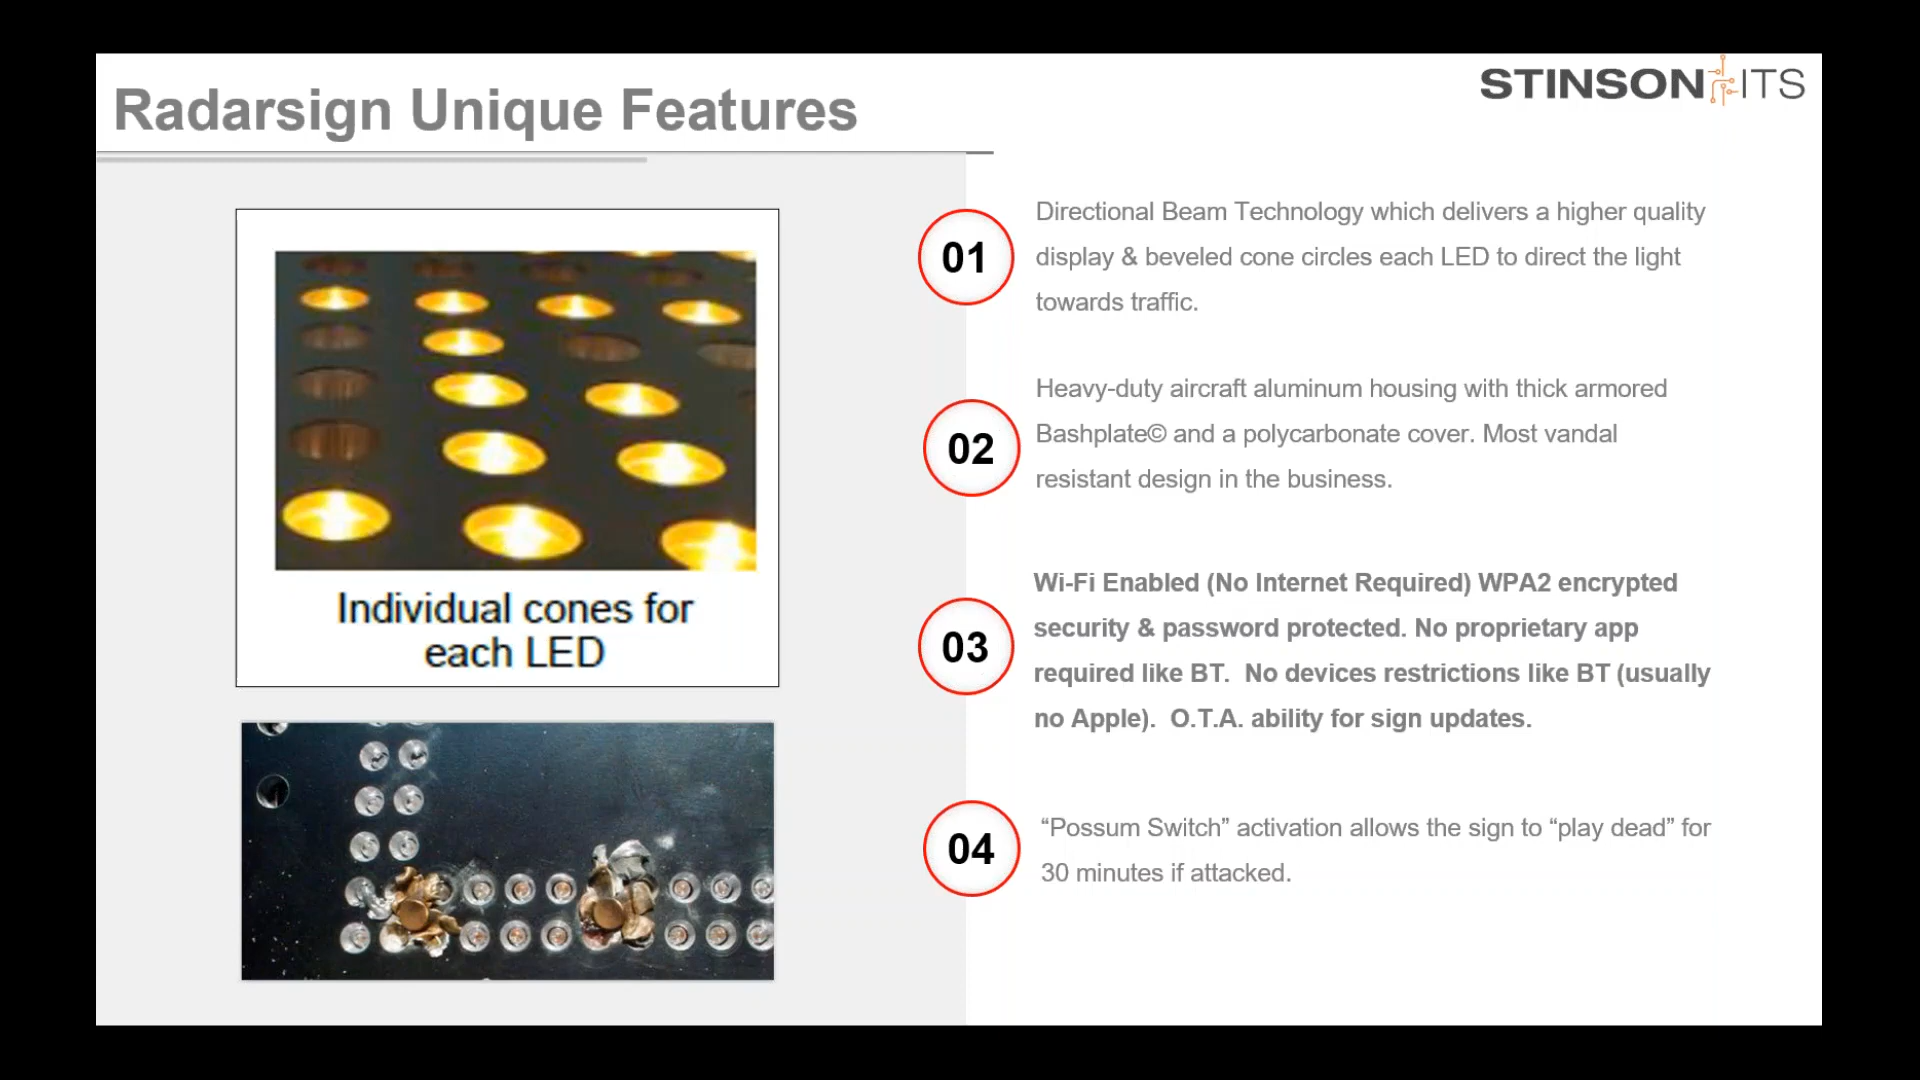 Radarsign Unique Features
STINSON ITS
Individual cones for
each LED
01
Directional Beam Technology which delivers a higher quality
display & beveled cone circles each LED to direct the light
towards traffic.
02
Heavy-duty aircraft aluminum housing with thick armored
Bashplate© and a polycarbonate cover. Most vandal
resistant design in the business.
03
Wi-Fi Enabled (No Internet Required) WPA2 encrypted
security & password protected. No proprietary app
required like BT.  No devices restrictions like BT (usually
no Apple).  O.T.A. ability for sign updates.
04
“Possum Switch” activation allows the sign to “play dead” for
30 minutes if attacked.